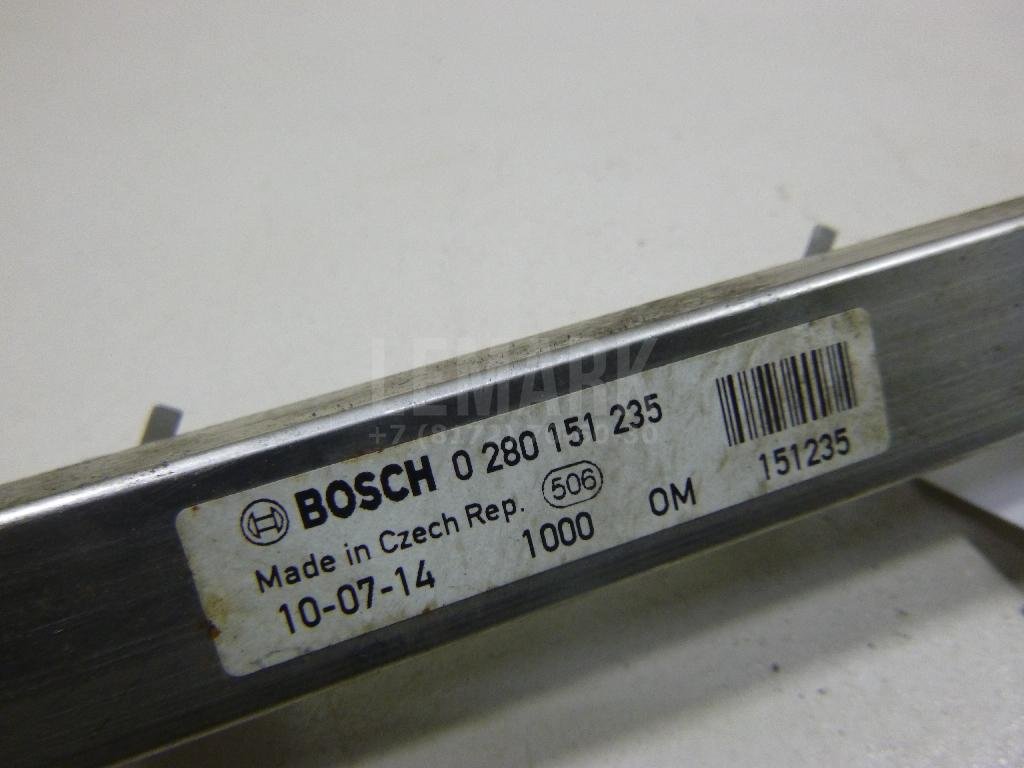 LEMARK
BOSCH 0 280 151 235
Made in Czech Rep. 506
10-07-14 1000 OM 151235